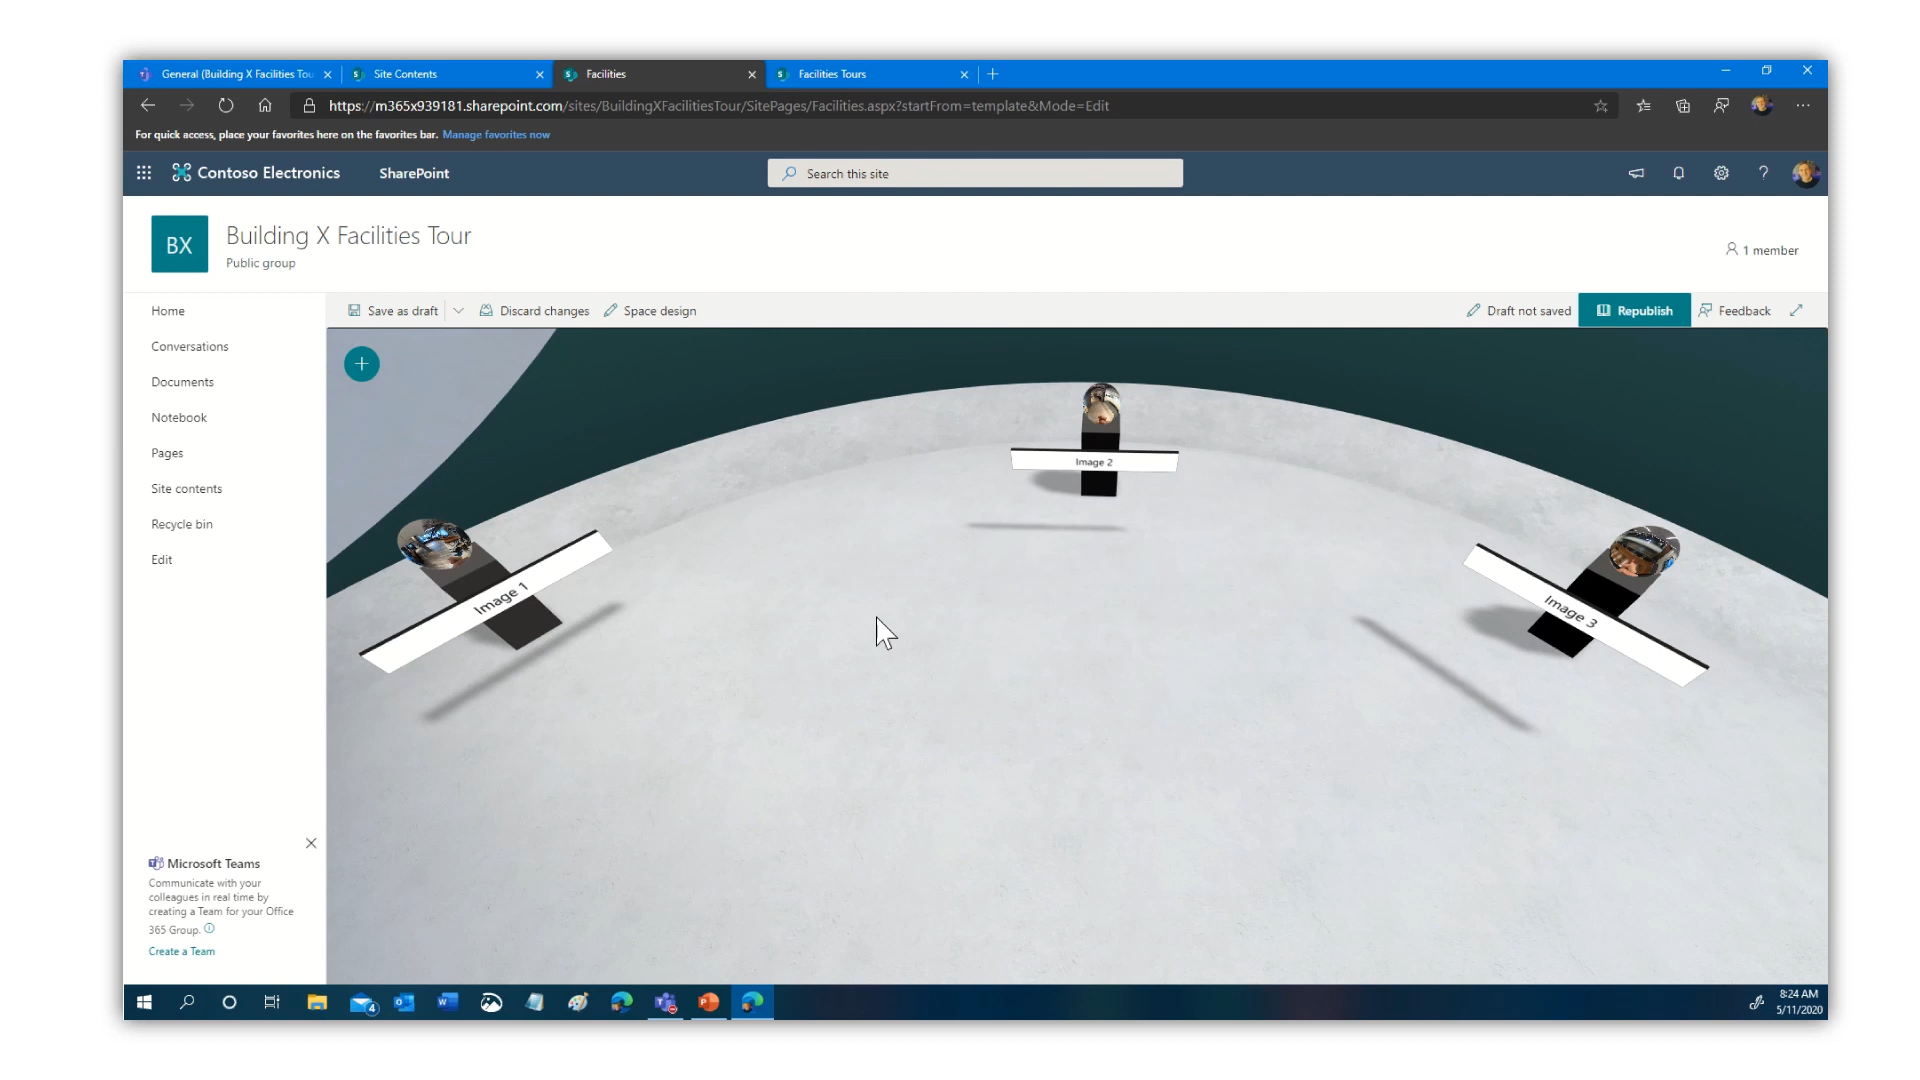 General (Building X Facilities Tou
Site Contents
Facilities
Facilities Tours
https://m365x939181.sharepoint.com/sites/BuildingXFacilitiesTour/SitePages/Facilities.aspx?startFrom=template&Mode=Edit
For quick access, place your favorites here on the favorites bar. Manage favorites now
Contoso Electronics
SharePoint
Search this site
BX
Building X Facilities Tour
Public group
1 member
Home
Conversations
Documents
Notebook
Pages
Site contents
Recycle bin
Edit
Save as draft
Discard changes
Space design
Draft not saved
Republish
Feedback
Image 1
Image 2
Image 3
Microsoft Teams
Communicate with your
colleagues in real time by
creating a Team for your Office
365 Group.
Create a Team
4
8:24 AM
5/11/2020